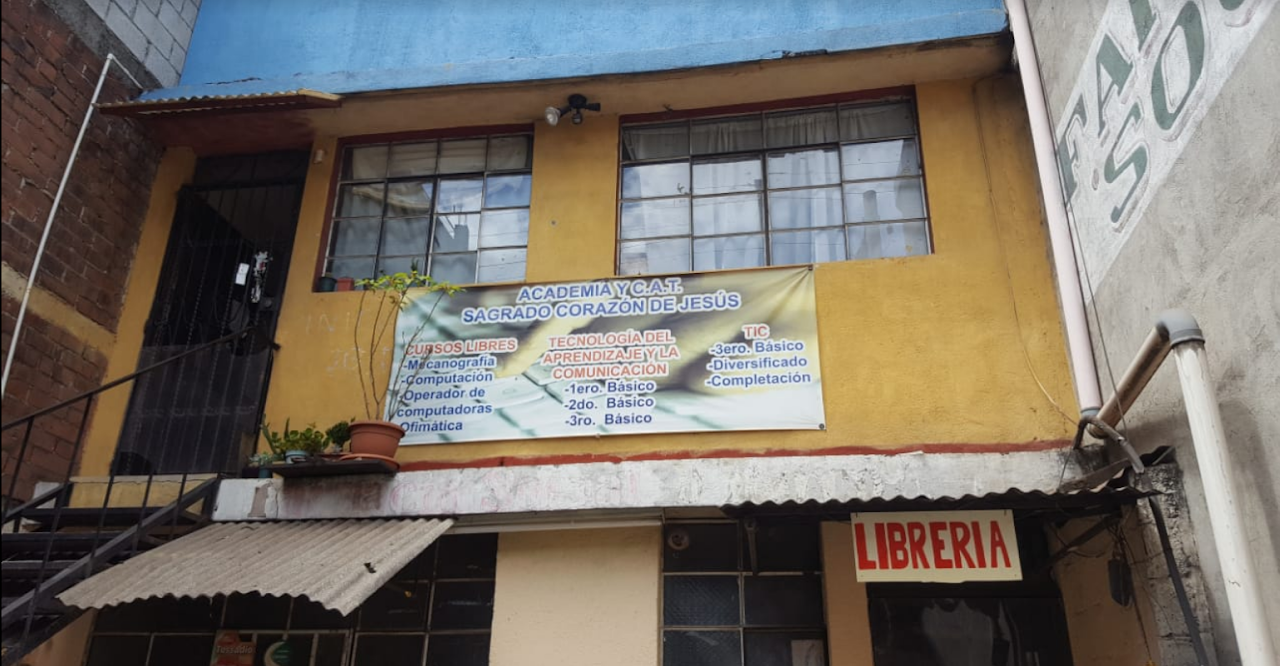 ACADEMIA Y C.A.T.
SAGRADO CORAZÓN DE JESÚS
CURSOS LIBRES
-Mecanografía
-Computación
-Operador de
computadoras
Ofimática
TECNOLOGÍA DEL
APRENDIZAJE Y LA
COMUNICACIÓN
-1ero. Básico
-2do. Básico
-3ro. Básico
TIC
-3ero. Básico
-Diversificado
-Completación
LIBRERIA